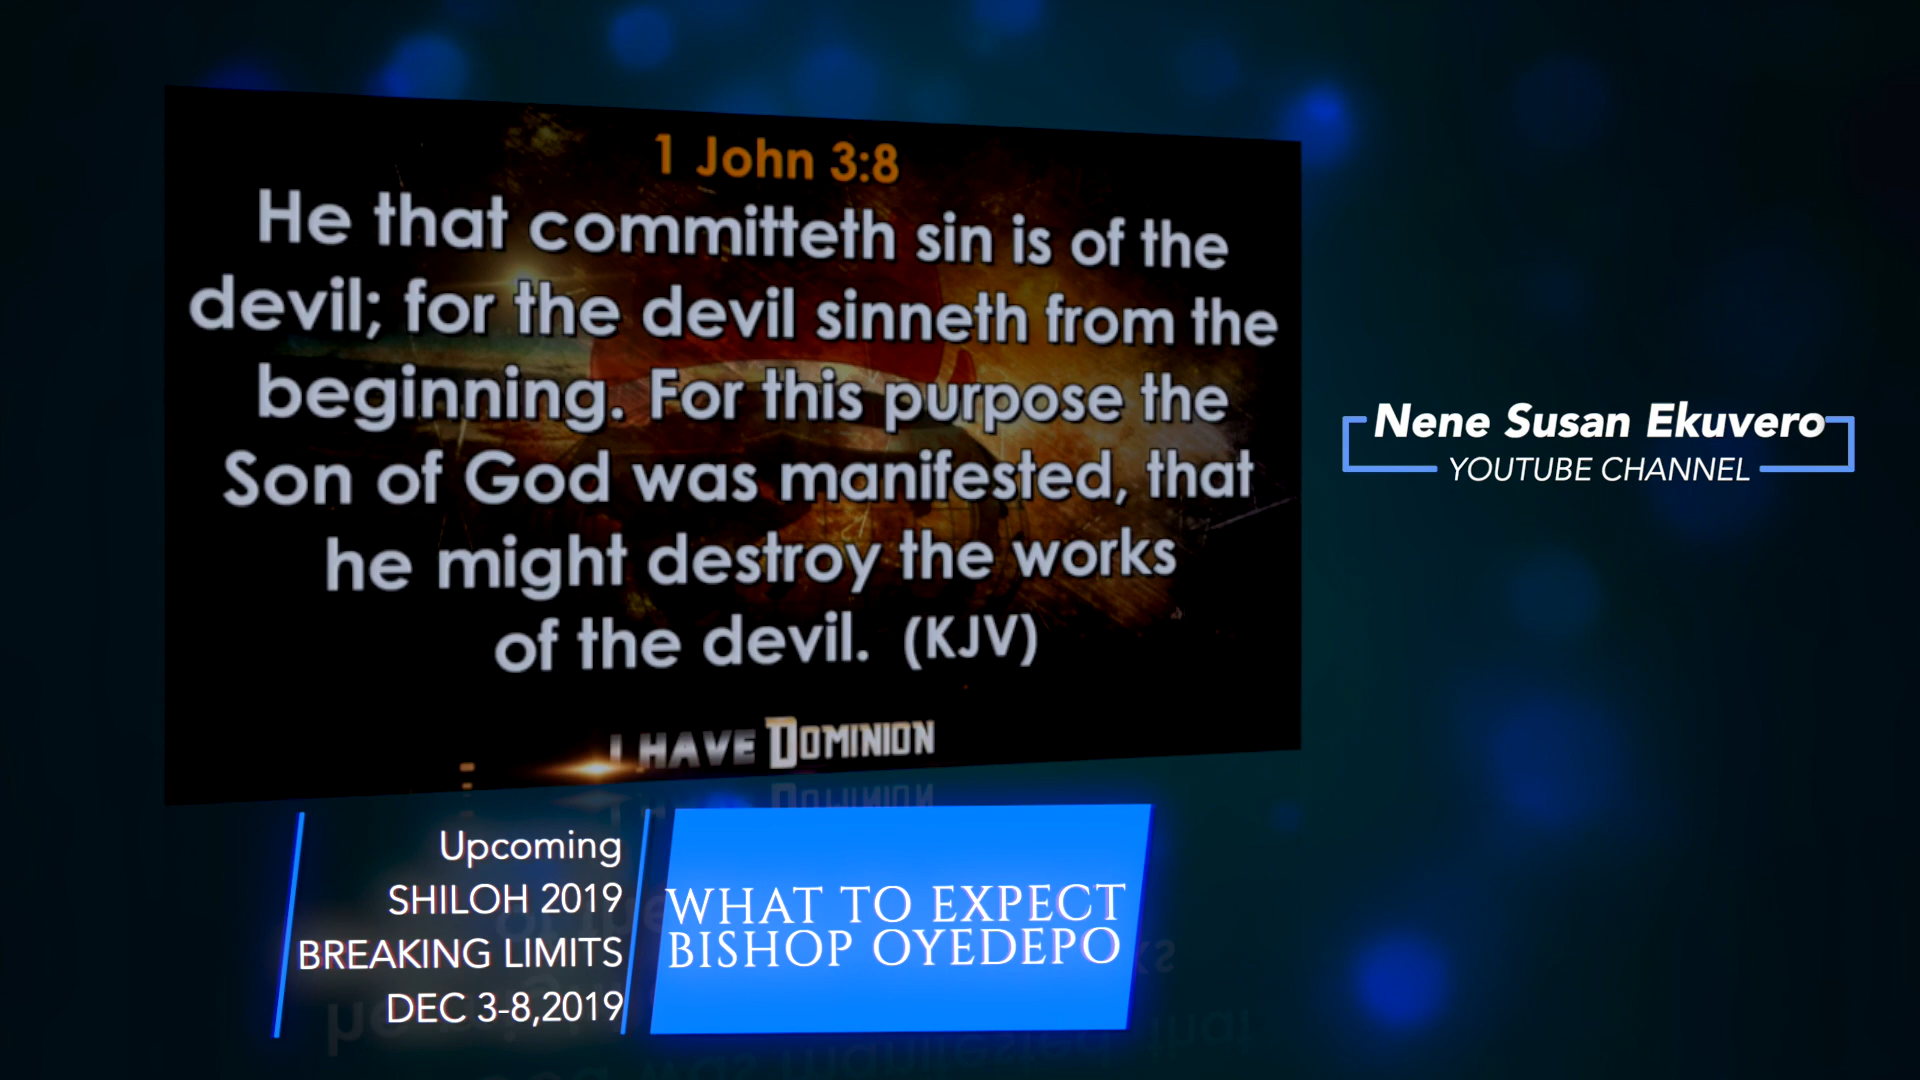 1 John 3:8
He that committeth sin is of the
devil; for the devil sinneth from the
beginning. For this purpose the
Son of God was manifested, that
he might destroy the works
of the devil. (KJV)
I HAVE DOMINION
Nene Susan Ekuvero
YOUTUBE CHANNEL
Upcoming
SHILOH 2019
BREAKING LIMITS
DEC 3-8,2019
WHAT TO EXPECT
BISHOP OYEDEPO